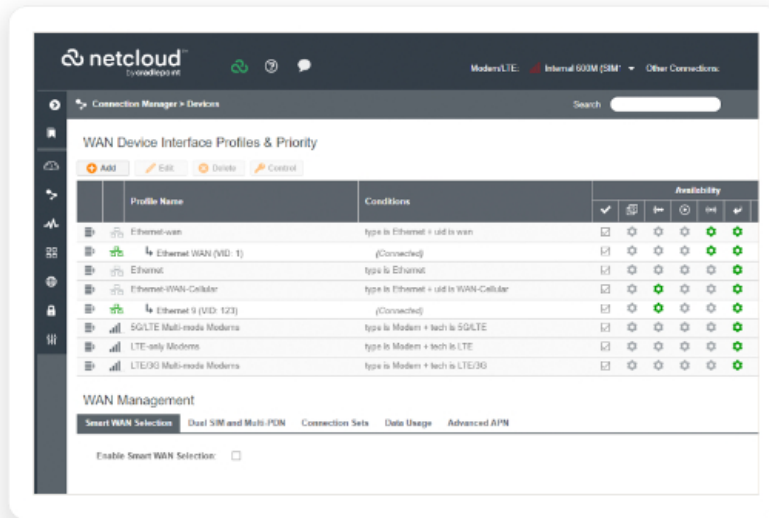 netcloud
by cradlepoint
Modem/LTE: Internal 600M (SIM* Other Connections:
Connection Manager > Devices
Search
WAN Device Interface Profiles & Priority
Add Edit Delete Control
Availability
Profile Name Conditions
Ethernet-wan type is Ethernet + uid is wan
Ethernet WAN (VID: 1) (Connected)
Ethernet type is Ethernet
Ethernet-WAN-Cellular type is Ethernet + uid is WAN-Cellular
Ethernet 9 (VID: 123) (Connected)
5G/LTE Multi-mode Modems type is Modem + tech is 5G/LTE
LTE-only Modems type is Modem + tech is LTE
LTE/3G Multi-mode Modems type is Modem + tech is LTE/3G
WAN Management
Smart WAN Selection Dual SIM and Multi-PDN Connection Sets Data Usage Advanced APN
Enable Smart WAN Selection: